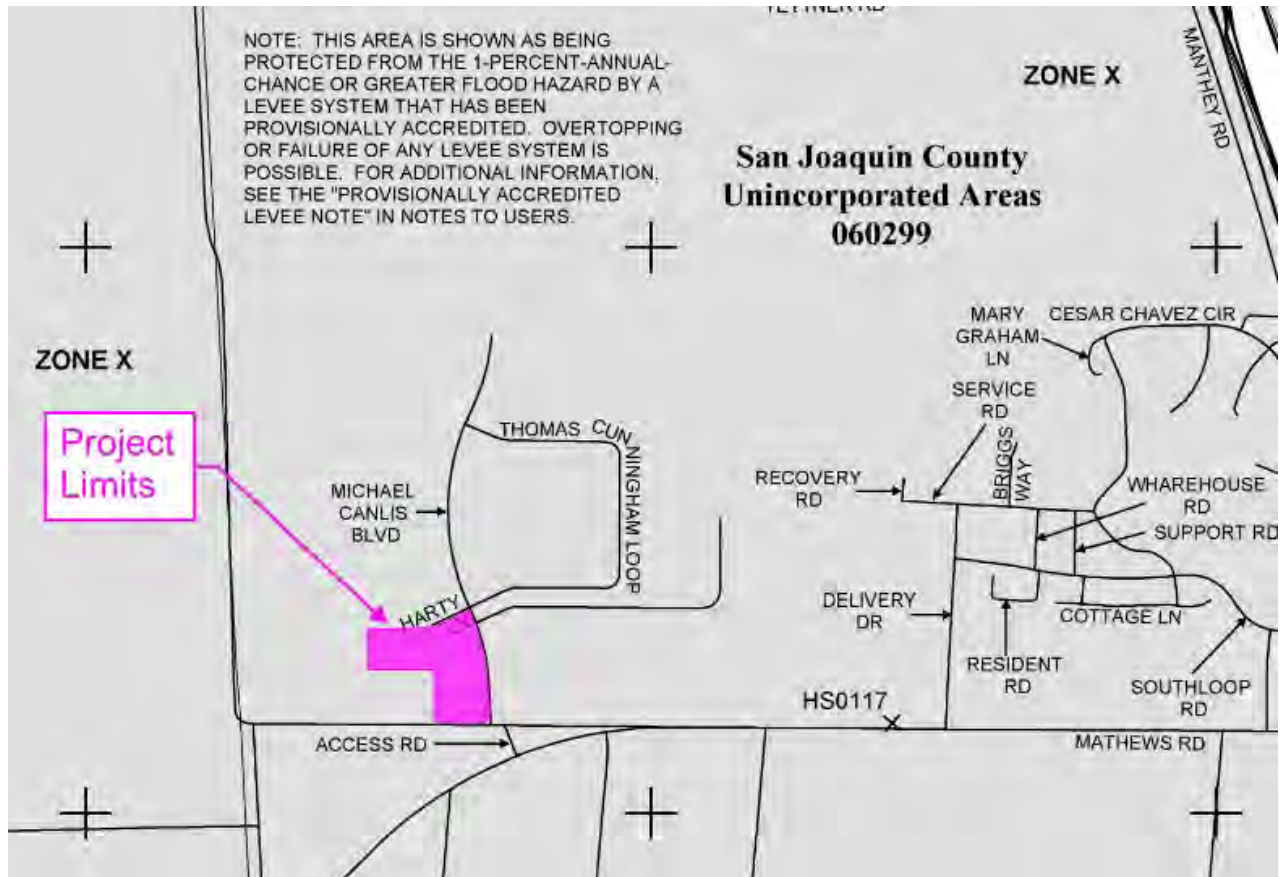 NOTE: THIS AREA IS SHOWN AS BEING
PROTECTED FROM THE 1-PERCENT-ANNUAL-
CHANCE OR GREATER FLOOD HAZARD BY A
LEVEE SYSTEM THAT HAS BEEN
PROVISIONALLY ACCREDITED. OVERTOPPING
OR FAILURE OF ANY LEVEE SYSTEM IS
POSSIBLE. FOR ADDITIONAL INFORMATION,
SEE THE "PROVISIONALLY ACCREDITED
LEVEE NOTE" IN NOTES TO USERS.
ZONE X
MANTHEY RD
San Joaquin County
Unincorporated Areas
060299
ZONE X
Project
Limits
MICHAEL
CANLIS
BLVD
THOMAS CUNNINGHAM LOOP
HARTY
ACCESS RD
MARY
GRAHAM
LN
CESAR CHAVEZ CIR
SERVICE
RD
BRIGGS
WAY
RECOVERY
RD
WHAREHOUSE
RD
SUPPORT RD
DELIVERY
DR
COTTAGE LN
RESIDENT
RD
SOUTHLOOP
RD
HS0117
MATHEWS RD